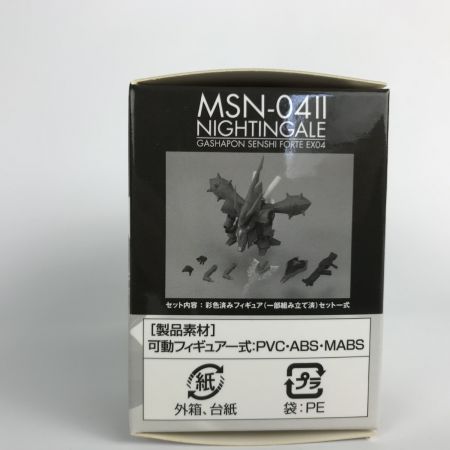 MSN-04II
NIGHTINGALE
GASHAPON SENSHI FORTE EX04
セット内容：彩色済みフィギュア（一部組み立て済）セット一式
［製品素材］
可動フィギュア一式：PVC・ABS・MABS
紙
外箱、台紙
プラ
袋：PE